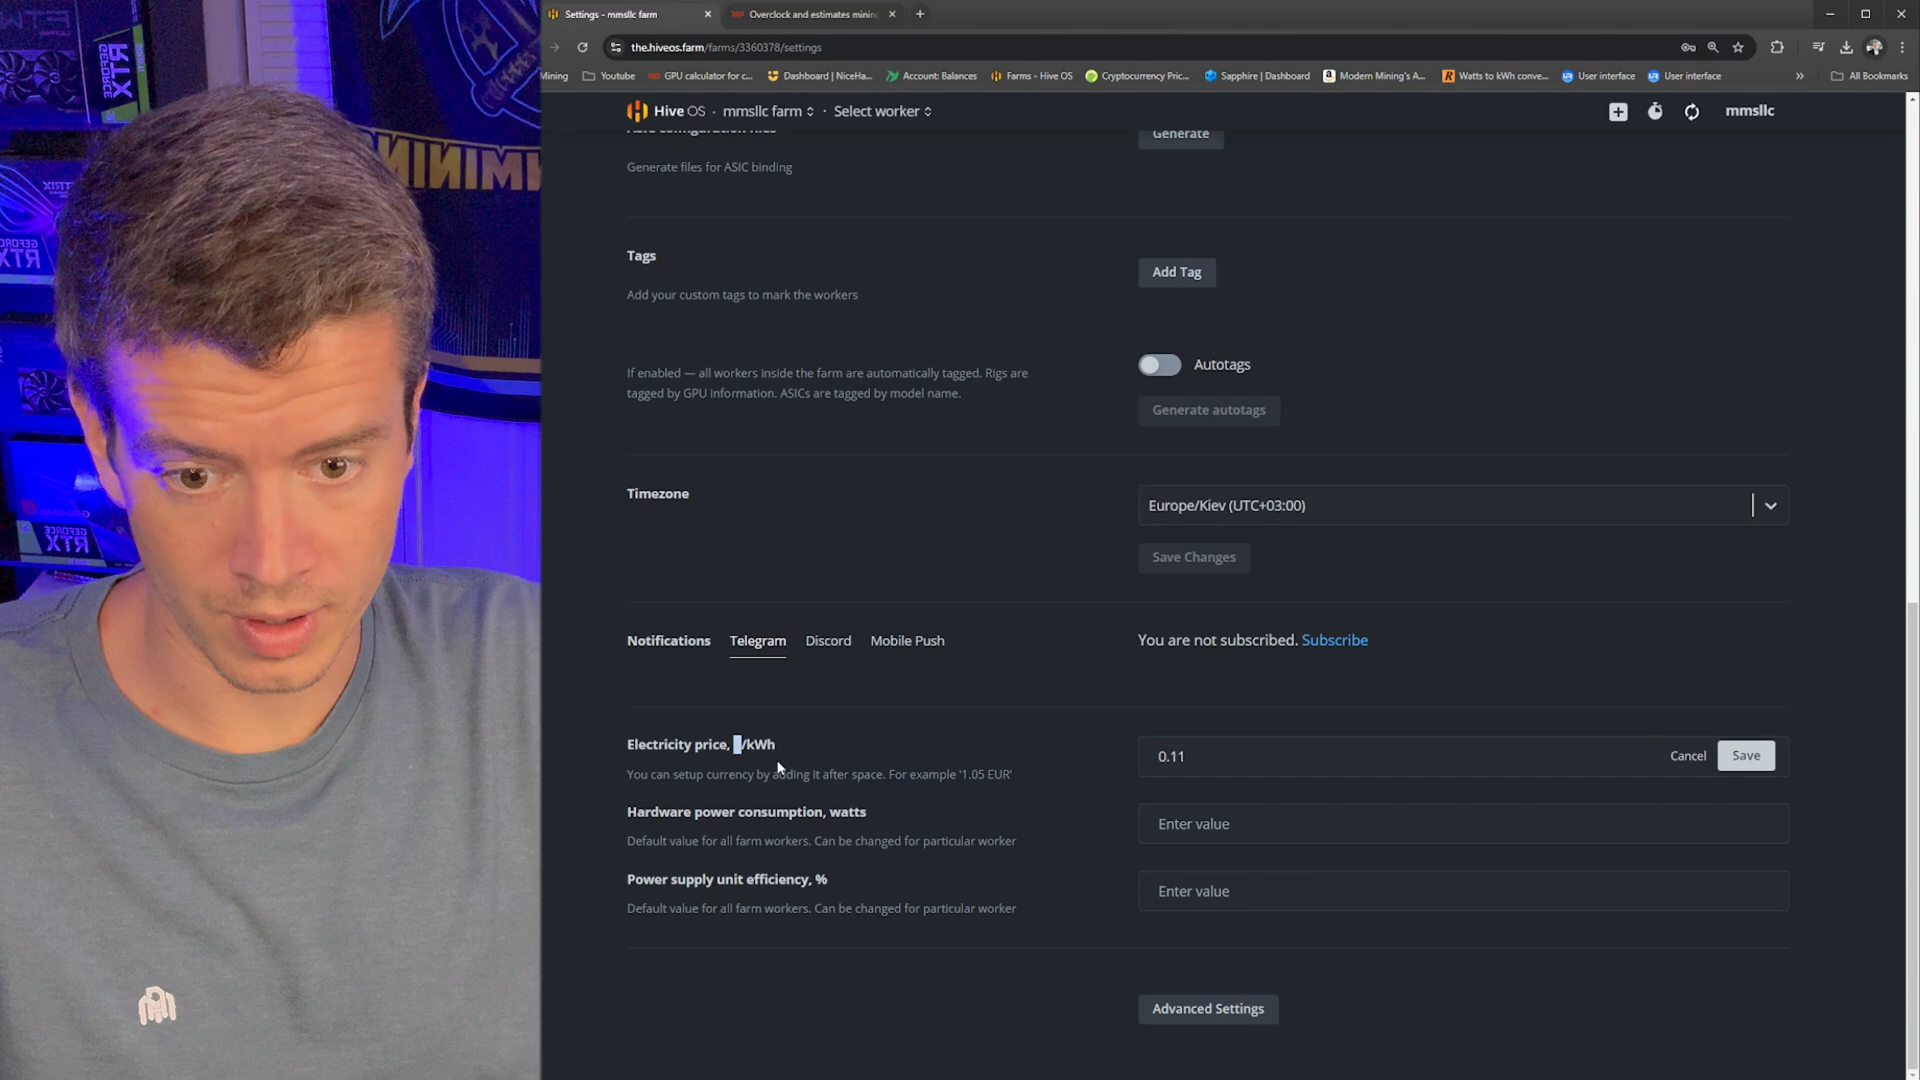 Settings - mmsllc farm
Overclock and estimates minin
the.hiveos.farm/farms/3360378/settings
Mining
Youtube
GPU calculator for c...
Dashboard | NiceHa...
Account: Balances
Farms - Hive OS
Cryptocurrency Pric...
Sapphire | Dashboard
Modern Mining's A...
Watts to kWh conve...
User interface
User interface
All Bookmarks
Hive OS · mmsllc farm · Select worker
mmsllc
Generate
Generate files for ASIC binding
Tags
Add Tag
Add your custom tags to mark the workers
If enabled — all workers inside the farm are automatically tagged. Rigs are
tagged by GPU information. ASICs are tagged by model name.
Autotags
Generate autotags
Timezone
Europe/Kiev (UTC+03:00)
Save Changes
Notifications Telegram Discord Mobile Push
You are not subscribed. Subscribe
Electricity price, /kWh
You can setup currency by adding it after space. For example '1.05 EUR'
0.11
Cancel
Save
Hardware power consumption, watts
Default value for all farm workers. Can be changed for particular worker
Enter value
Power supply unit efficiency, %
Default value for all farm workers. Can be changed for particular worker
Enter value
Advanced Settings
RTX
GEFORCE
RTX
GEFORCE
RTX
MINING